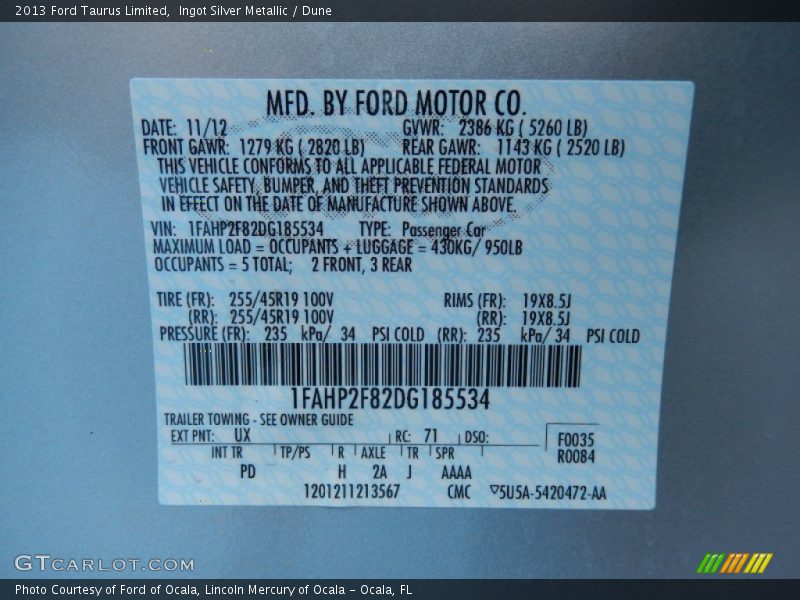 2013 Ford Taurus Limited,  Ingot Silver Metallic / Dune
MFD. BY FORD MOTOR CO.
DATE: 11/12 GVWR: 2386 KG ( 5260 LB)
FRONT GAWR: 1279 KG ( 2820 LB) REAR GAWR: 1143 KG ( 2520 LB)
THIS VEHICLE CONFORMS TO ALL APPLICABLE FEDERAL MOTOR
VEHICLE SAFETY, BUMPER, AND THEFT PREVENTION STANDARDS
IN EFFECT ON THE DATE OF MANUFACTURE SHOWN ABOVE.
VIN: 1FAHP2F82DG185534 TYPE: Passenger Car
MAXIMUM LOAD = OCCUPANTS + LUGGAGE = 430KG/ 950LB
OCCUPANTS = 5 TOTAL; 2 FRONT, 3 REAR
TIRE (FR): 255/45R19 100V RIMS (FR): 19X8.5J
(RR): 255/45R19 100V (RR): 19X8.5J
PRESSURE (FR): 235 kPa/ 34 PSI COLD (RR): 235 kPa/ 34 PSI COLD
1FAHP2F82DG185534
TRAILER TOWING - SEE OWNER GUIDE
EXT PNT: UX RC: 71 DSO: F0035
R0084
INT TR TP/PS R AXLE TR SPR
PD H 2A J AAAA
1201211213567 CMC ▽5U5A-5420472-AA
GTCARLOT.COM
Photo Courtesy of Ford of Ocala, Lincoln Mercury of Ocala – Ocala, FL